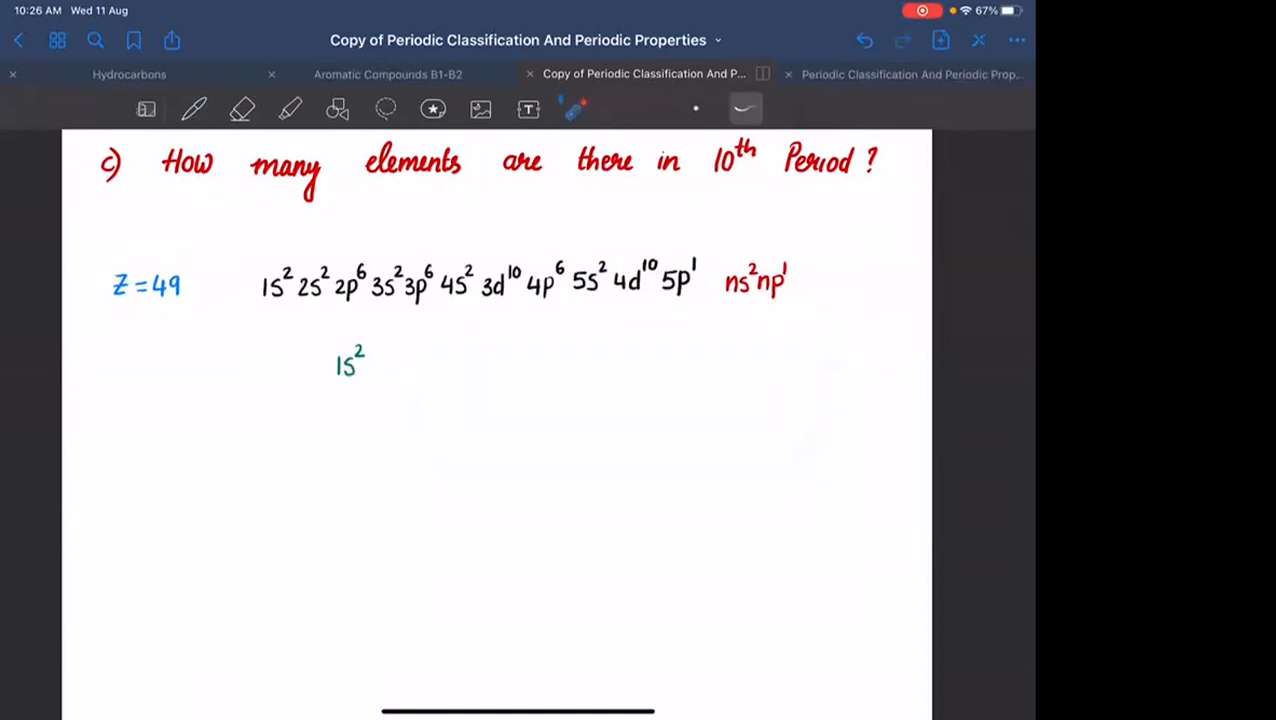 10:26 AM Wed 11 Aug 67%
Copy of Periodic Classification And Periodic Properties
Hydrocarbons Aromatic Compounds B1-B2 Copy of Periodic Classification And P... Periodic Classification And Periodic Prop...
T
c) How many elements are there in 10th Period ?
Z = 49 1s² 2s² 2p⁶ 3s² 3p⁶ 4s² 3d¹⁰ 4p⁶ 5s² 4d¹⁰ 5p¹ ns²np¹
1s²